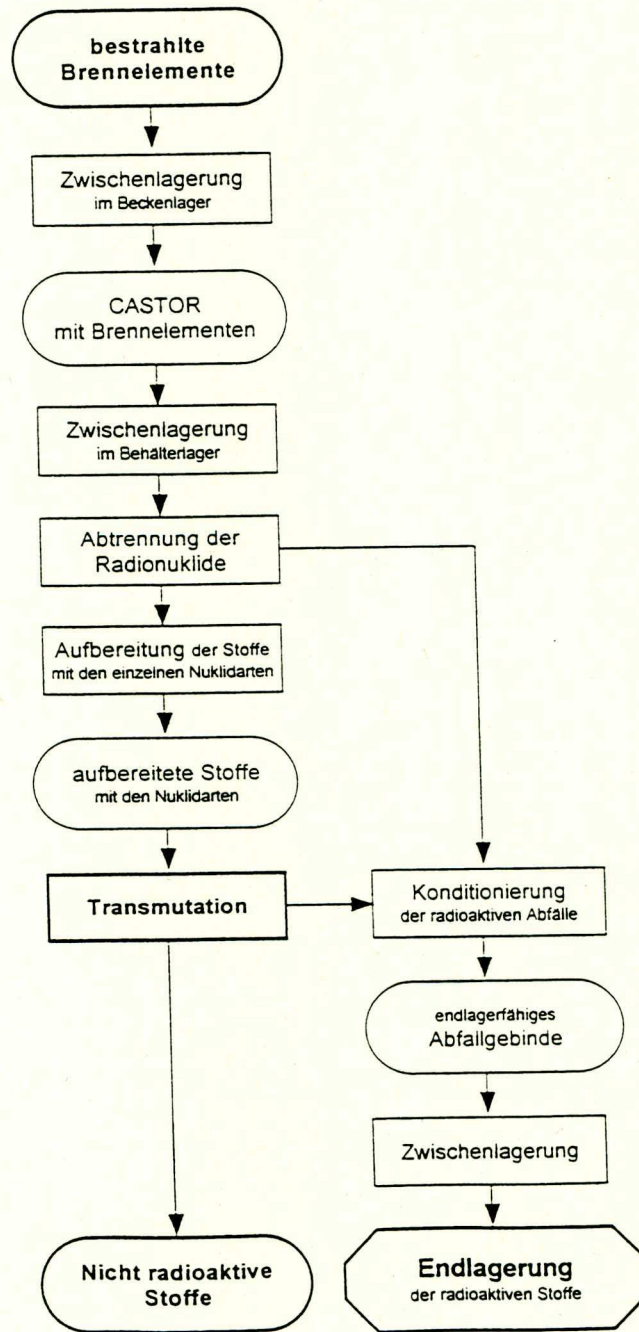 bestrahlte
Brennelemente
Zwischenlagerung
im Beckenlager
CASTOR
mit Brennelementen
Zwischenlagerung
im Behälterlager
Abtrennung der
Radionuklide
Aufbereitung der Stoffe
mit den einzelnen Nuklidarten
aufbereitete Stoffe
mit den Nuklidarten
Transmutation
Konditionierung
der radioaktiven Abfälle
endlagerfähiges
Abfallgebinde
Zwischenlagerung
Nicht radioaktive
Stoffe
Endlagerung
der radioaktiven Stoffe